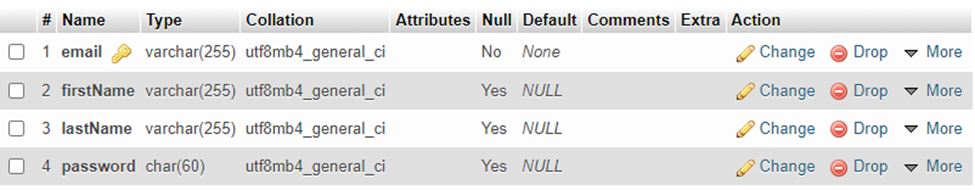 # Name Type Collation Attributes Null Default Comments Extra Action
1 email varchar(255) utf8mb4_general_ci No None Change Drop More
2 firstName varchar(255) utf8mb4_general_ci Yes NULL Change Drop More
3 lastName varchar(255) utf8mb4_general_ci Yes NULL Change Drop More
4 password char(60) utf8mb4_general_ci Yes NULL Change Drop More